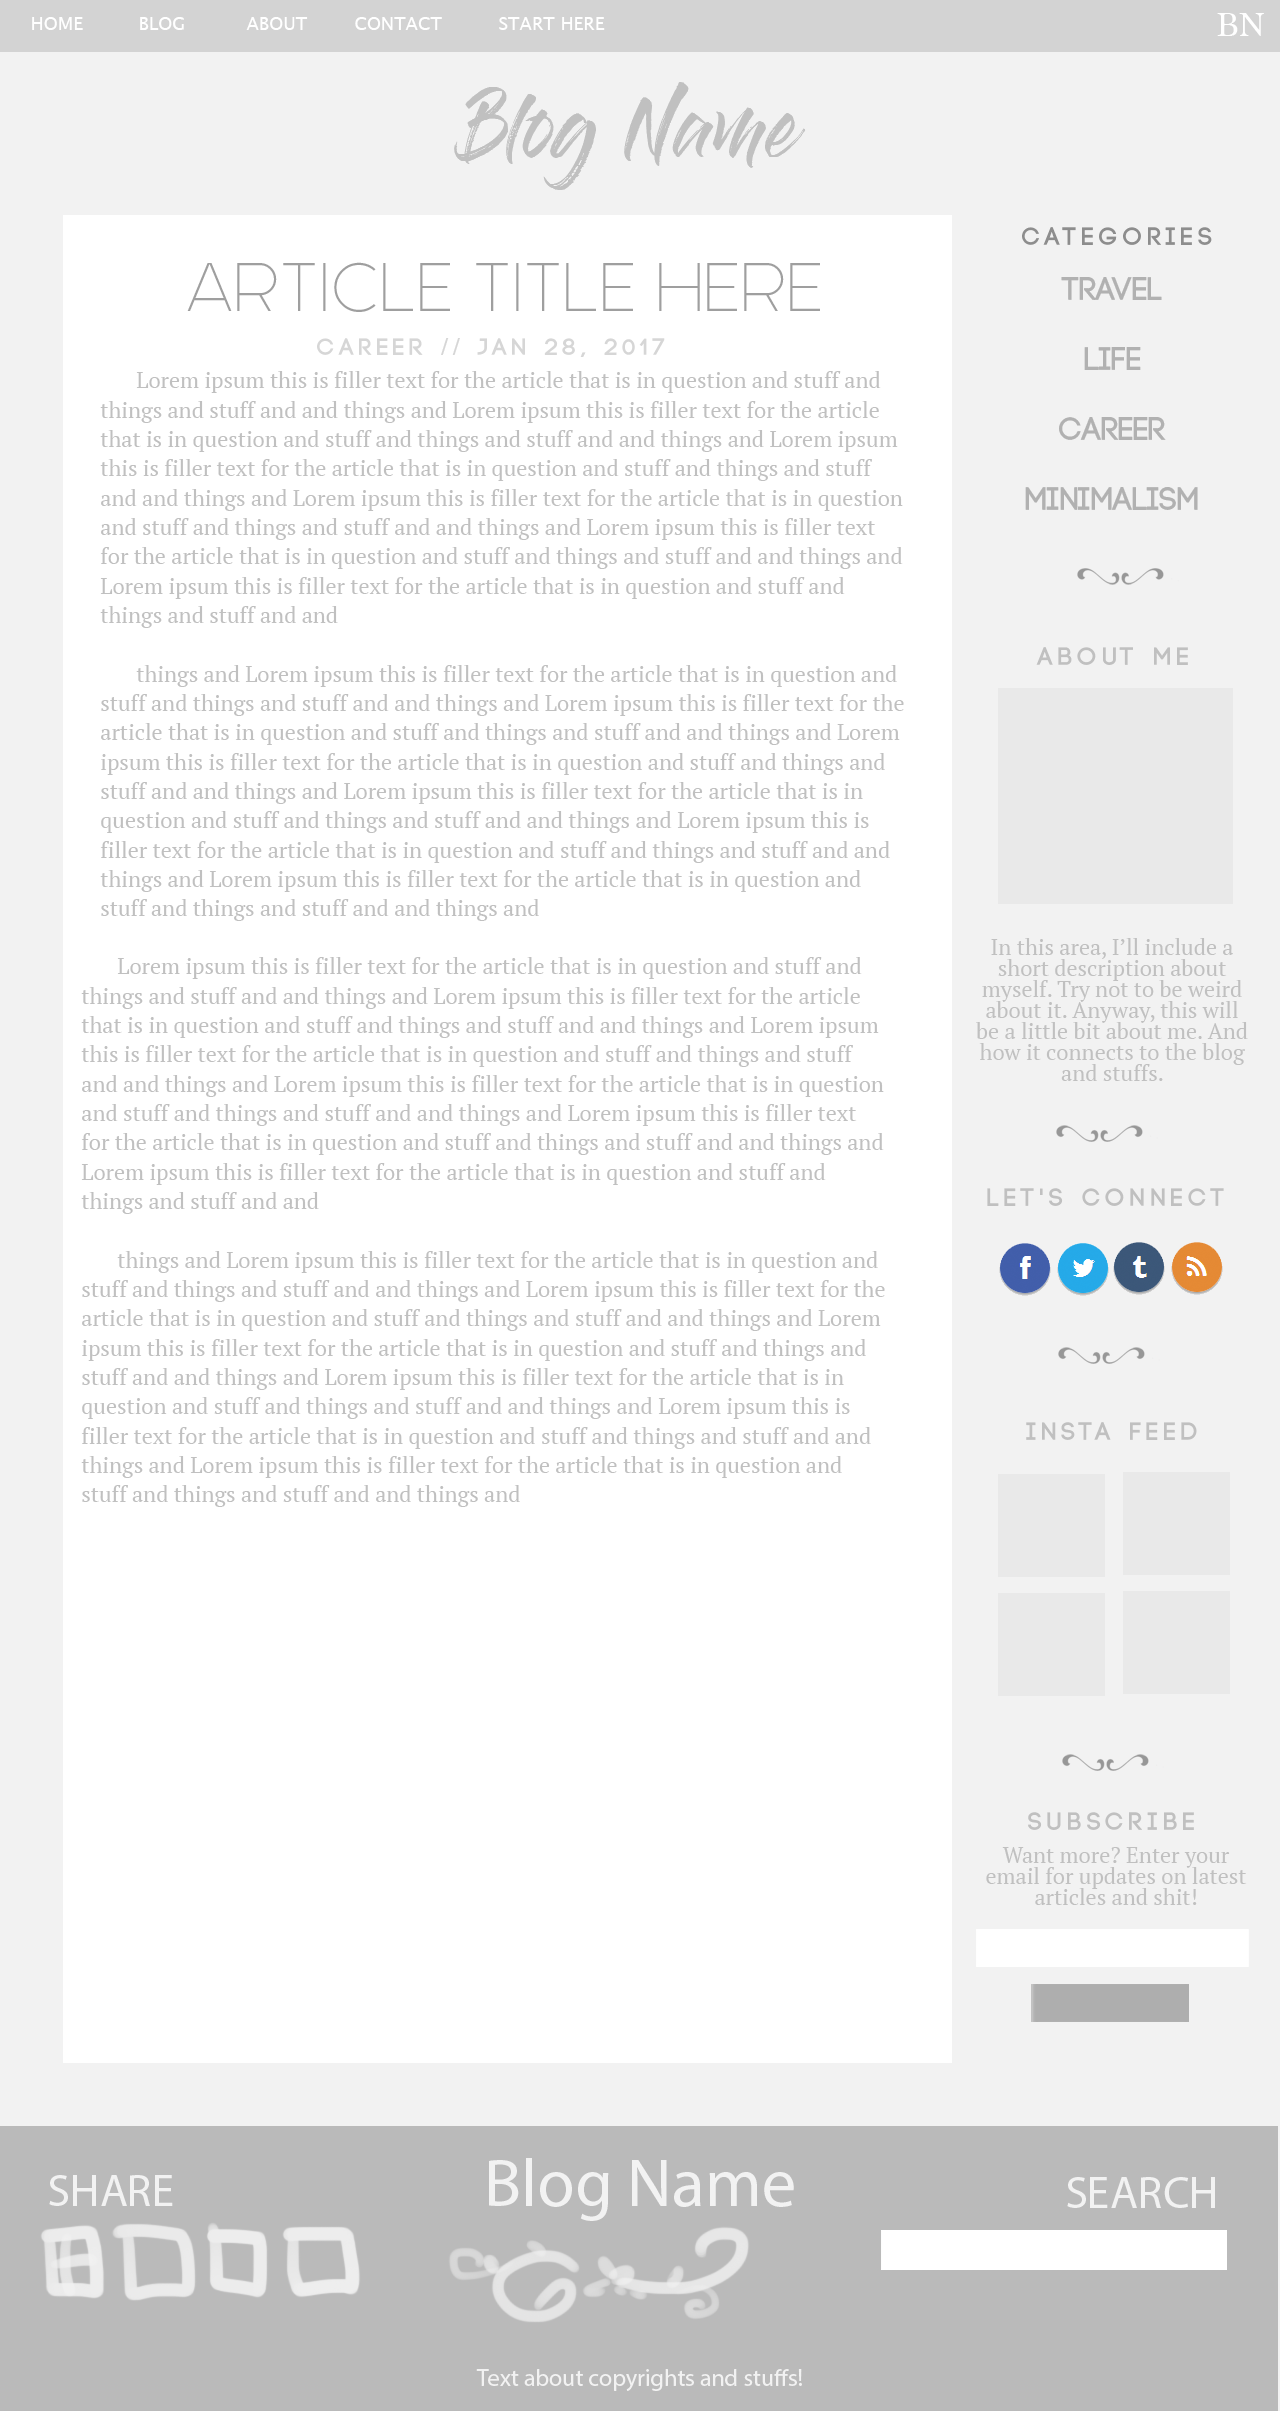 HOME BLOG ABOUT CONTACT START HERE BN
Blog Name
ARTICLE TITLE HERE
CAREER // JAN 28, 2017
Lorem ipsum this is filler text for the article that is in question and stuff and
things and stuff and and things and Lorem ipsum this is filler text for the article
that is in question and stuff and things and stuff and and things and Lorem ipsum
this is filler text for the article that is in question and stuff and things and stuff
and and things and Lorem ipsum this is filler text for the article that is in question
and stuff and things and stuff and and things and Lorem ipsum this is filler text
for the article that is in question and stuff and things and stuff and and things and
Lorem ipsum this is filler text for the article that is in question and stuff and
things and stuff and and
things and Lorem ipsum this is filler text for the article that is in question and
stuff and things and stuff and and things and Lorem ipsum this is filler text for the
article that is in question and stuff and things and stuff and and things and Lorem
ipsum this is filler text for the article that is in question and stuff and things and
stuff and and things and Lorem ipsum this is filler text for the article that is in
question and stuff and things and stuff and and things and Lorem ipsum this is
filler text for the article that is in question and stuff and things and stuff and and
things and Lorem ipsum this is filler text for the article that is in question and
stuff and things and stuff and and things and
Lorem ipsum this is filler text for the article that is in question and stuff and
things and stuff and and things and Lorem ipsum this is filler text for the article
that is in question and stuff and things and stuff and and things and Lorem ipsum
this is filler text for the article that is in question and stuff and things and stuff
and and things and Lorem ipsum this is filler text for the article that is in question
and stuff and things and stuff and and things and Lorem ipsum this is filler text
for the article that is in question and stuff and things and stuff and and things and
Lorem ipsum this is filler text for the article that is in question and stuff and
things and stuff and and
things and Lorem ipsum this is filler text for the article that is in question and
stuff and things and stuff and and things and Lorem ipsum this is filler text for the
article that is in question and stuff and things and stuff and and things and Lorem
ipsum this is filler text for the article that is in question and stuff and things and
stuff and and things and Lorem ipsum this is filler text for the article that is in
question and stuff and things and stuff and and things and Lorem ipsum this is
filler text for the article that is in question and stuff and things and stuff and and
things and Lorem ipsum this is filler text for the article that is in question and
stuff and things and stuff and and things and
CATEGORIES
TRAVEL
LIFE
CAREER
MINIMALISM
ABOUT ME
In this area, I’ll include a
short description about
myself. Try not to be weird
about it. Anyway, this will
be a little bit about me. And
how it connects to the blog
and stuffs.
LET'S CONNECT
INSTA FEED
SUBSCRIBE
Want more? Enter your
email for updates on latest
articles and shit!
SHARE
Blog Name
SEARCH
Text about copyrights and stuffs!